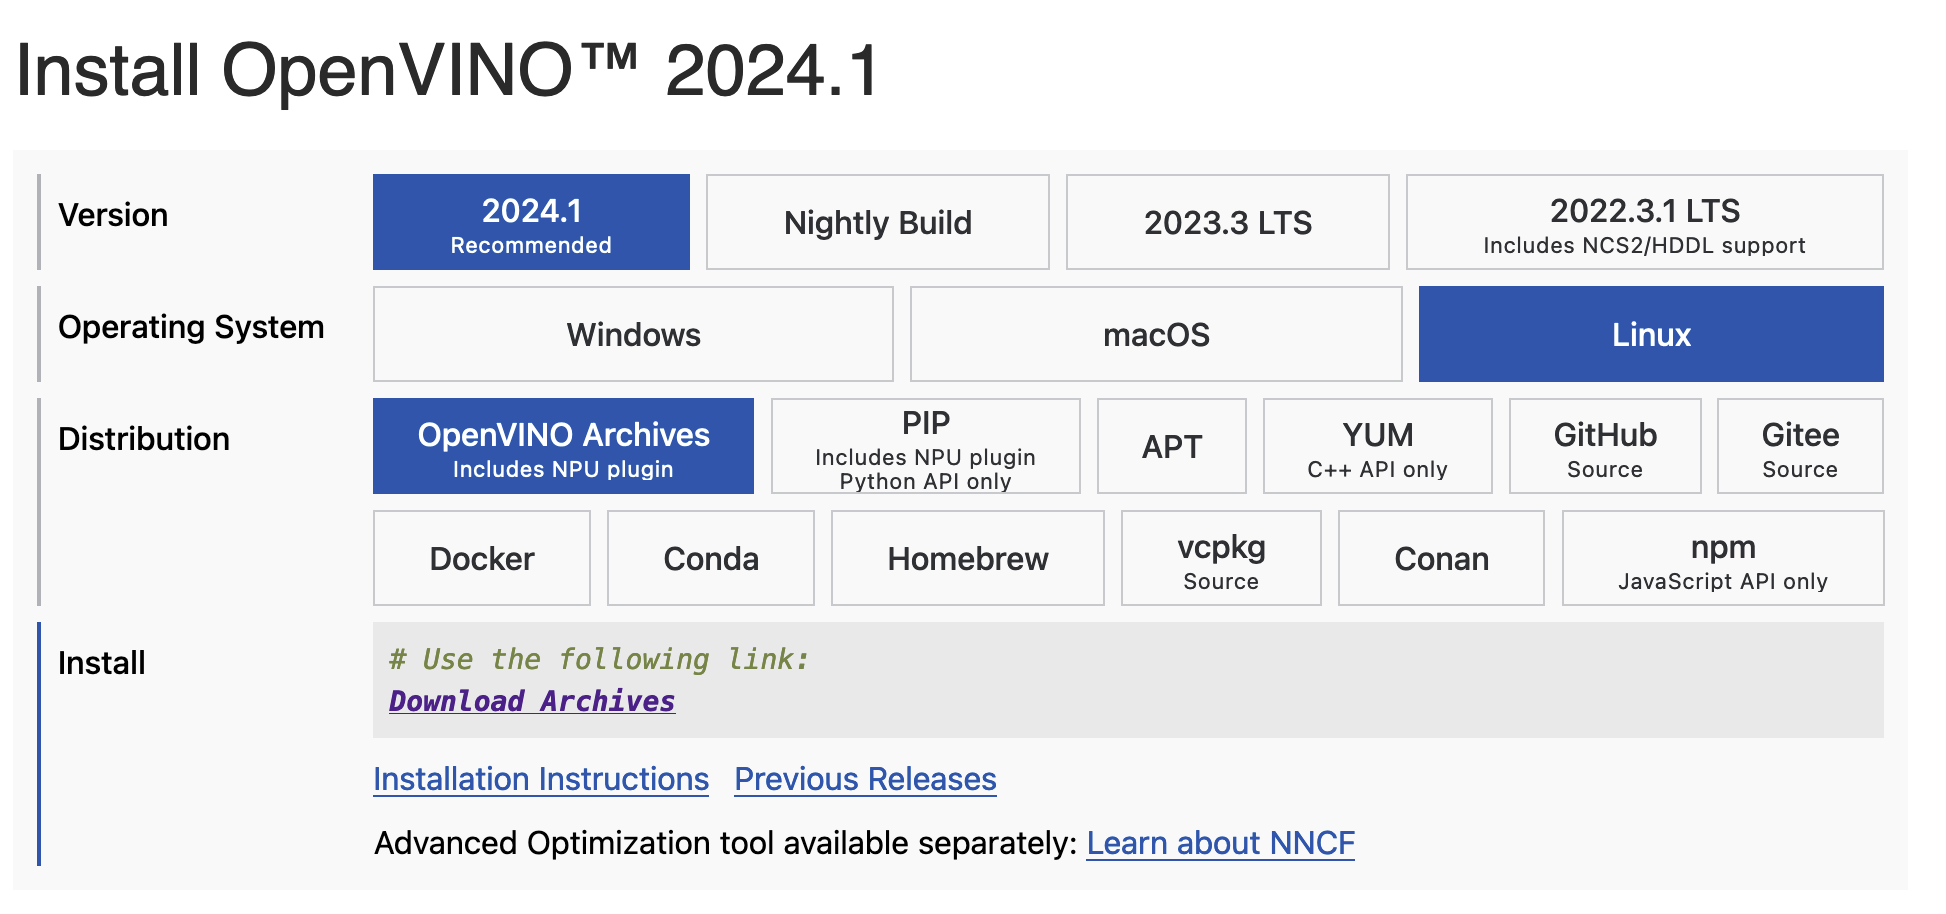 Install OpenVINO™ 2024.1
Version
2024.1
Recommended
Nightly Build
2023.3 LTS
2022.3.1 LTS
Includes NCS2/HDDL support
Operating System
Windows
macOS
Linux
Distribution
OpenVINO Archives
Includes NPU plugin
PIP
Includes NPU plugin
Python API only
APT
YUM
C++ API only
GitHub
Source
Gitee
Source
Docker
Conda
Homebrew
vcpkg
Source
Conan
npm
JavaScript API only
Install
# Use the following link:
Download Archives
Installation Instructions Previous Releases
Advanced Optimization tool available separately: Learn about NNCF